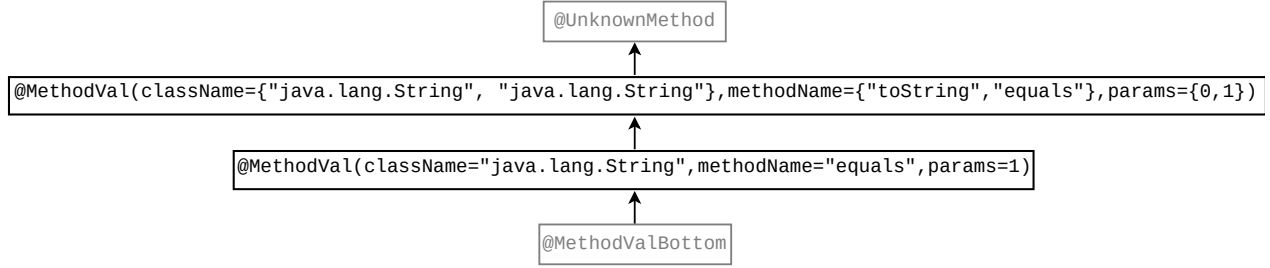 @UnknownMethod
@MethodVal(className={"java.lang.String", "java.lang.String"},methodName={"toString","equals"},params={0,1})
@MethodVal(className="java.lang.String",methodName="equals",params=1)
@MethodValBottom